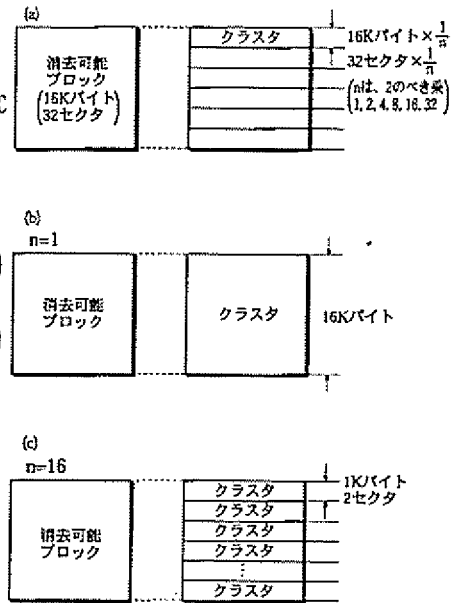 (a)
消去可能
ブロック
(16Kバイト
32セクタ)
クラスタ
16Kバイト×1/n
32セクタ×1/n
(nは、2のべき乗
1, 2, 4, 8, 16, 32)
(b)
n=1
消去可能
ブロック
クラスタ
16Kバイト
(c)
n=16
消去可能
ブロック
クラスタ
クラスタ
クラスタ
クラスタ
⋮
クラスタ
1Kバイト
2セクタ